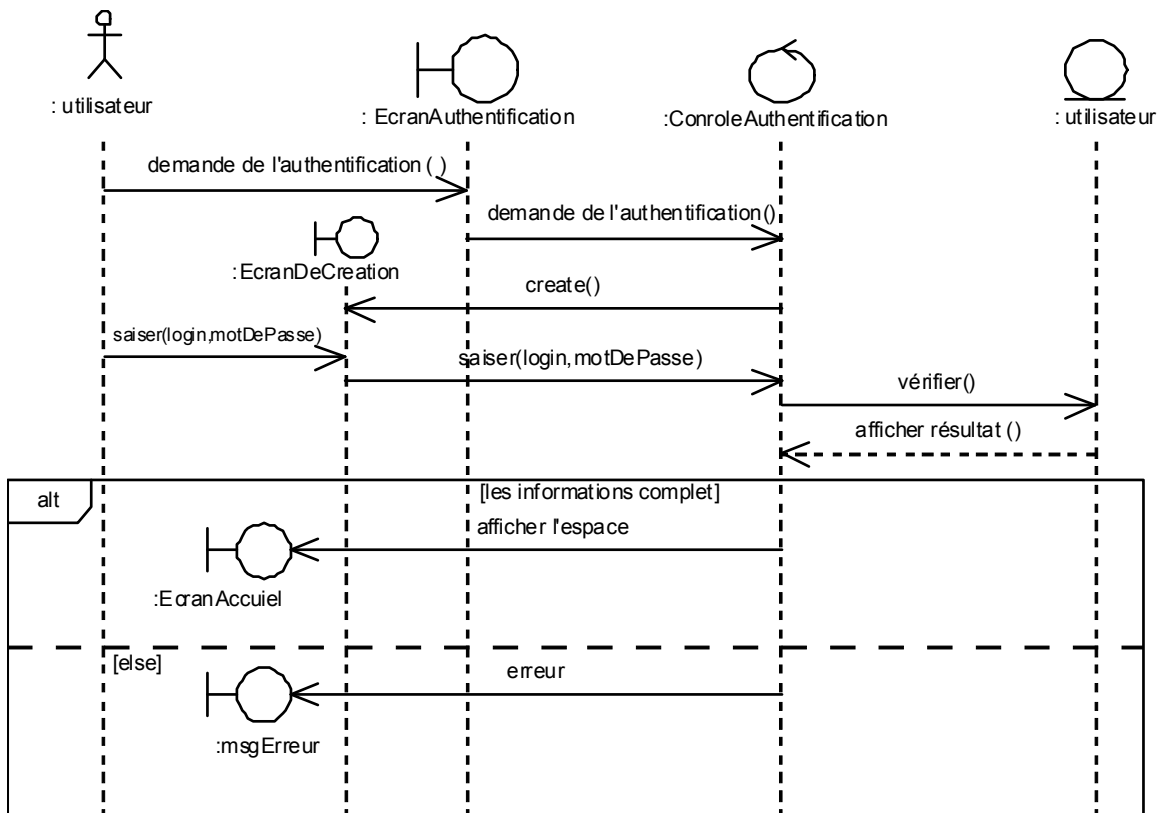 : utilisateur
: EcranAuthentification
:ConroleAuthentification
: utilisateur
demande de l'authentification ( )
demande de l'authentification()
:EcranDeCreation
create()
saiser(login,motDePasse)
saiser(login,motDePasse)
vérifier()
afficher résultat ()
alt
[les informations complet]
afficher l'espace
:EcranAccuiel
[else]
erreur
:msgErreur